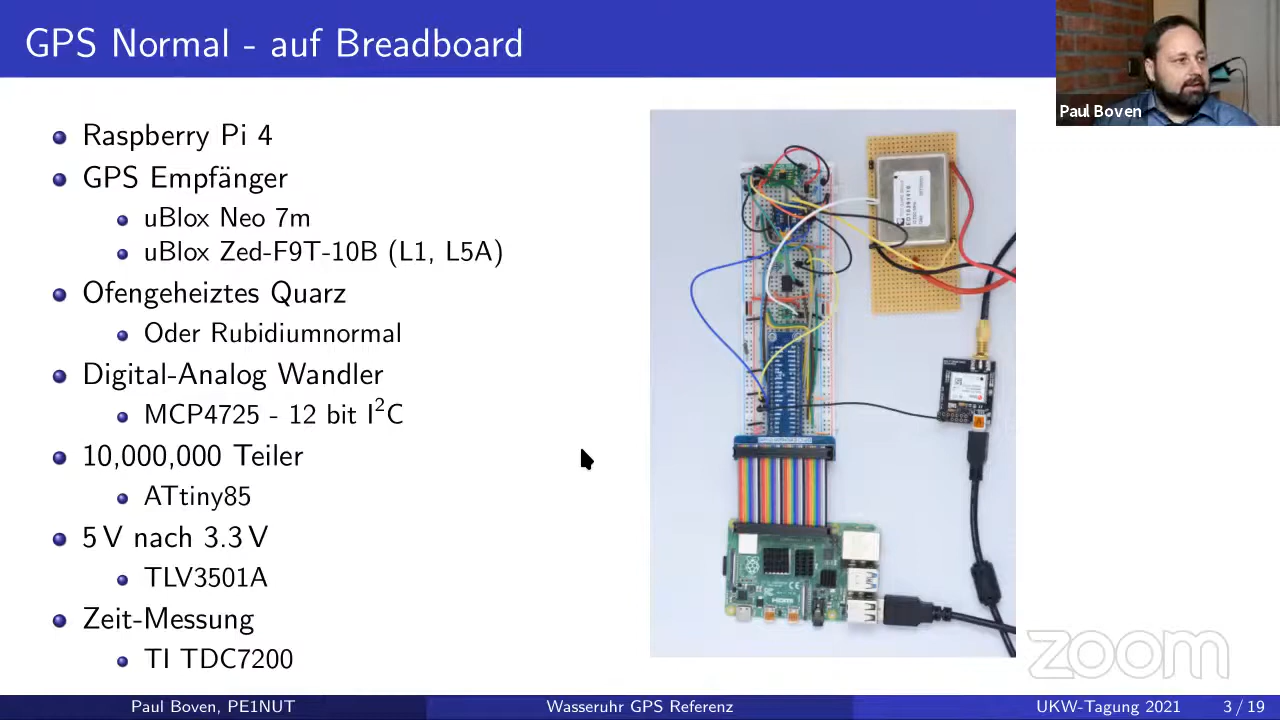 GPS Normal - auf Breadboard
Paul Boven
Raspberry Pi 4
GPS Empfänger
uBlox Neo 7m
uBlox Zed-F9T-10B (L1, L5A)
Ofengeheiztes Quarz
Oder Rubidiumnormal
Digital-Analog Wandler
MCP4725 - 12 bit I²C
10,000,000 Teiler
ATtiny85
5 V nach 3.3 V
TLV3501A
Zeit-Messung
TI TDC7200
HDMI
zoom
Paul Boven, PE1NUT
Wasseruhr GPS Referenz
UKW-Tagung 2021
3 / 19